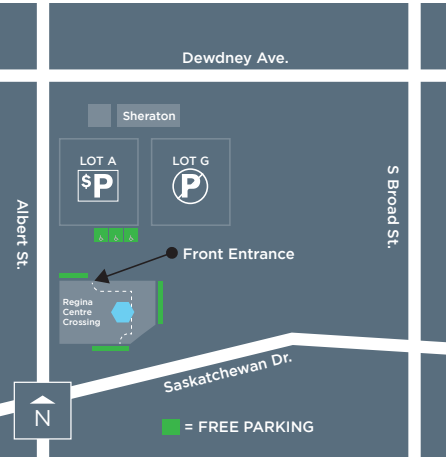 Dewdney Ave.
Sheraton
LOT A
$P
LOT G
P
Albert St.
S Broad St.
Front Entrance
Regina
Centre
Crossing
Saskatchewan Dr.
N
= FREE PARKING